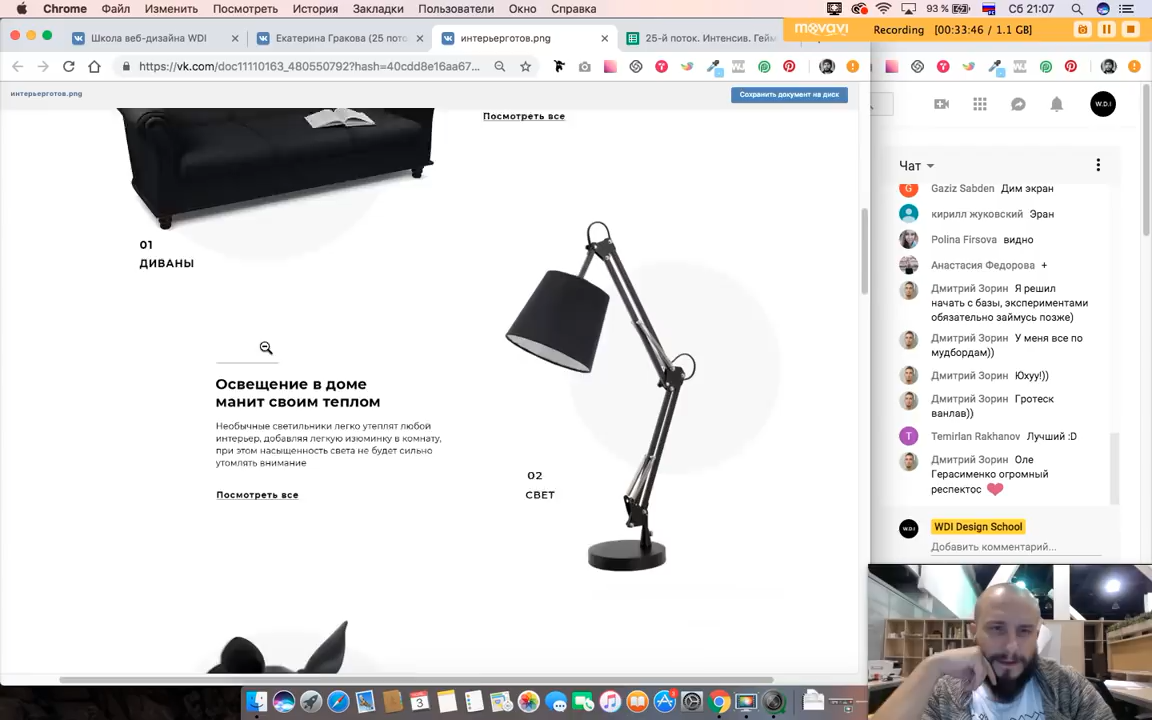 Chrome Файл Изменить Просмотреть История Закладки Пользователи Окно Справка
93 % Сб 21:07
Школа веб-дизайна WDI
Екатерина Гракова (25 пото
интерьерготов.png
25-й поток. Интенсив. Гейм
movavi
Recording [00:33:46 / 1.1 GB]
https://vk.com/doc11110163_480550792?hash=40cdd8e16aa67...
интерьерготов.png
Сохранить документ на диск
Посмотреть все
01
ДИВАНЫ
Освещение в доме
манит своим теплом
Необычные светильники легко утеплят любой
интерьер, добавляя легкую изюминку в комнату,
при этом насыщенность света не будет сильно
утомлять внимание
Посмотреть все
02
СВЕТ
W.D.I
Чат
G Gaziz Sabden Дим экран
кирилл жуковский Эран
Polina Firsova видно
Анастасия Федорова +
Дмитрий Зорин Я решил
начать с базы, экспериментами
обязательно займусь позже)
Дмитрий Зорин У меня все по
мудбордам))
Дмитрий Зорин Юхуу!))
Дмитрий Зорин Гротеск
ванлав))
T Temirlan Rakhanov Лучший :D
Дмитрий Зорин Оле
Герасименко огромный
респектос
W.D.I WDI Design School
Добавить комментарий...
3